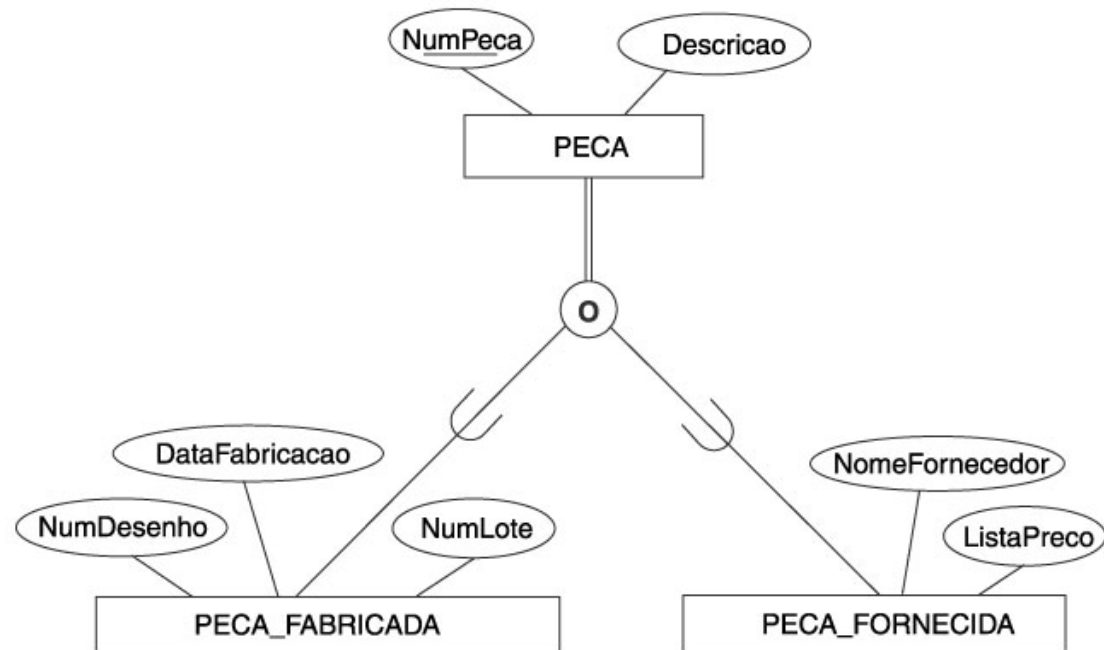 NumPeca
Descricao
PECA
O
DataFabricacao
NumDesenho
NumLote
NomeFornecedor
ListaPreco
PECA_FABRICADA
PECA_FORNECIDA